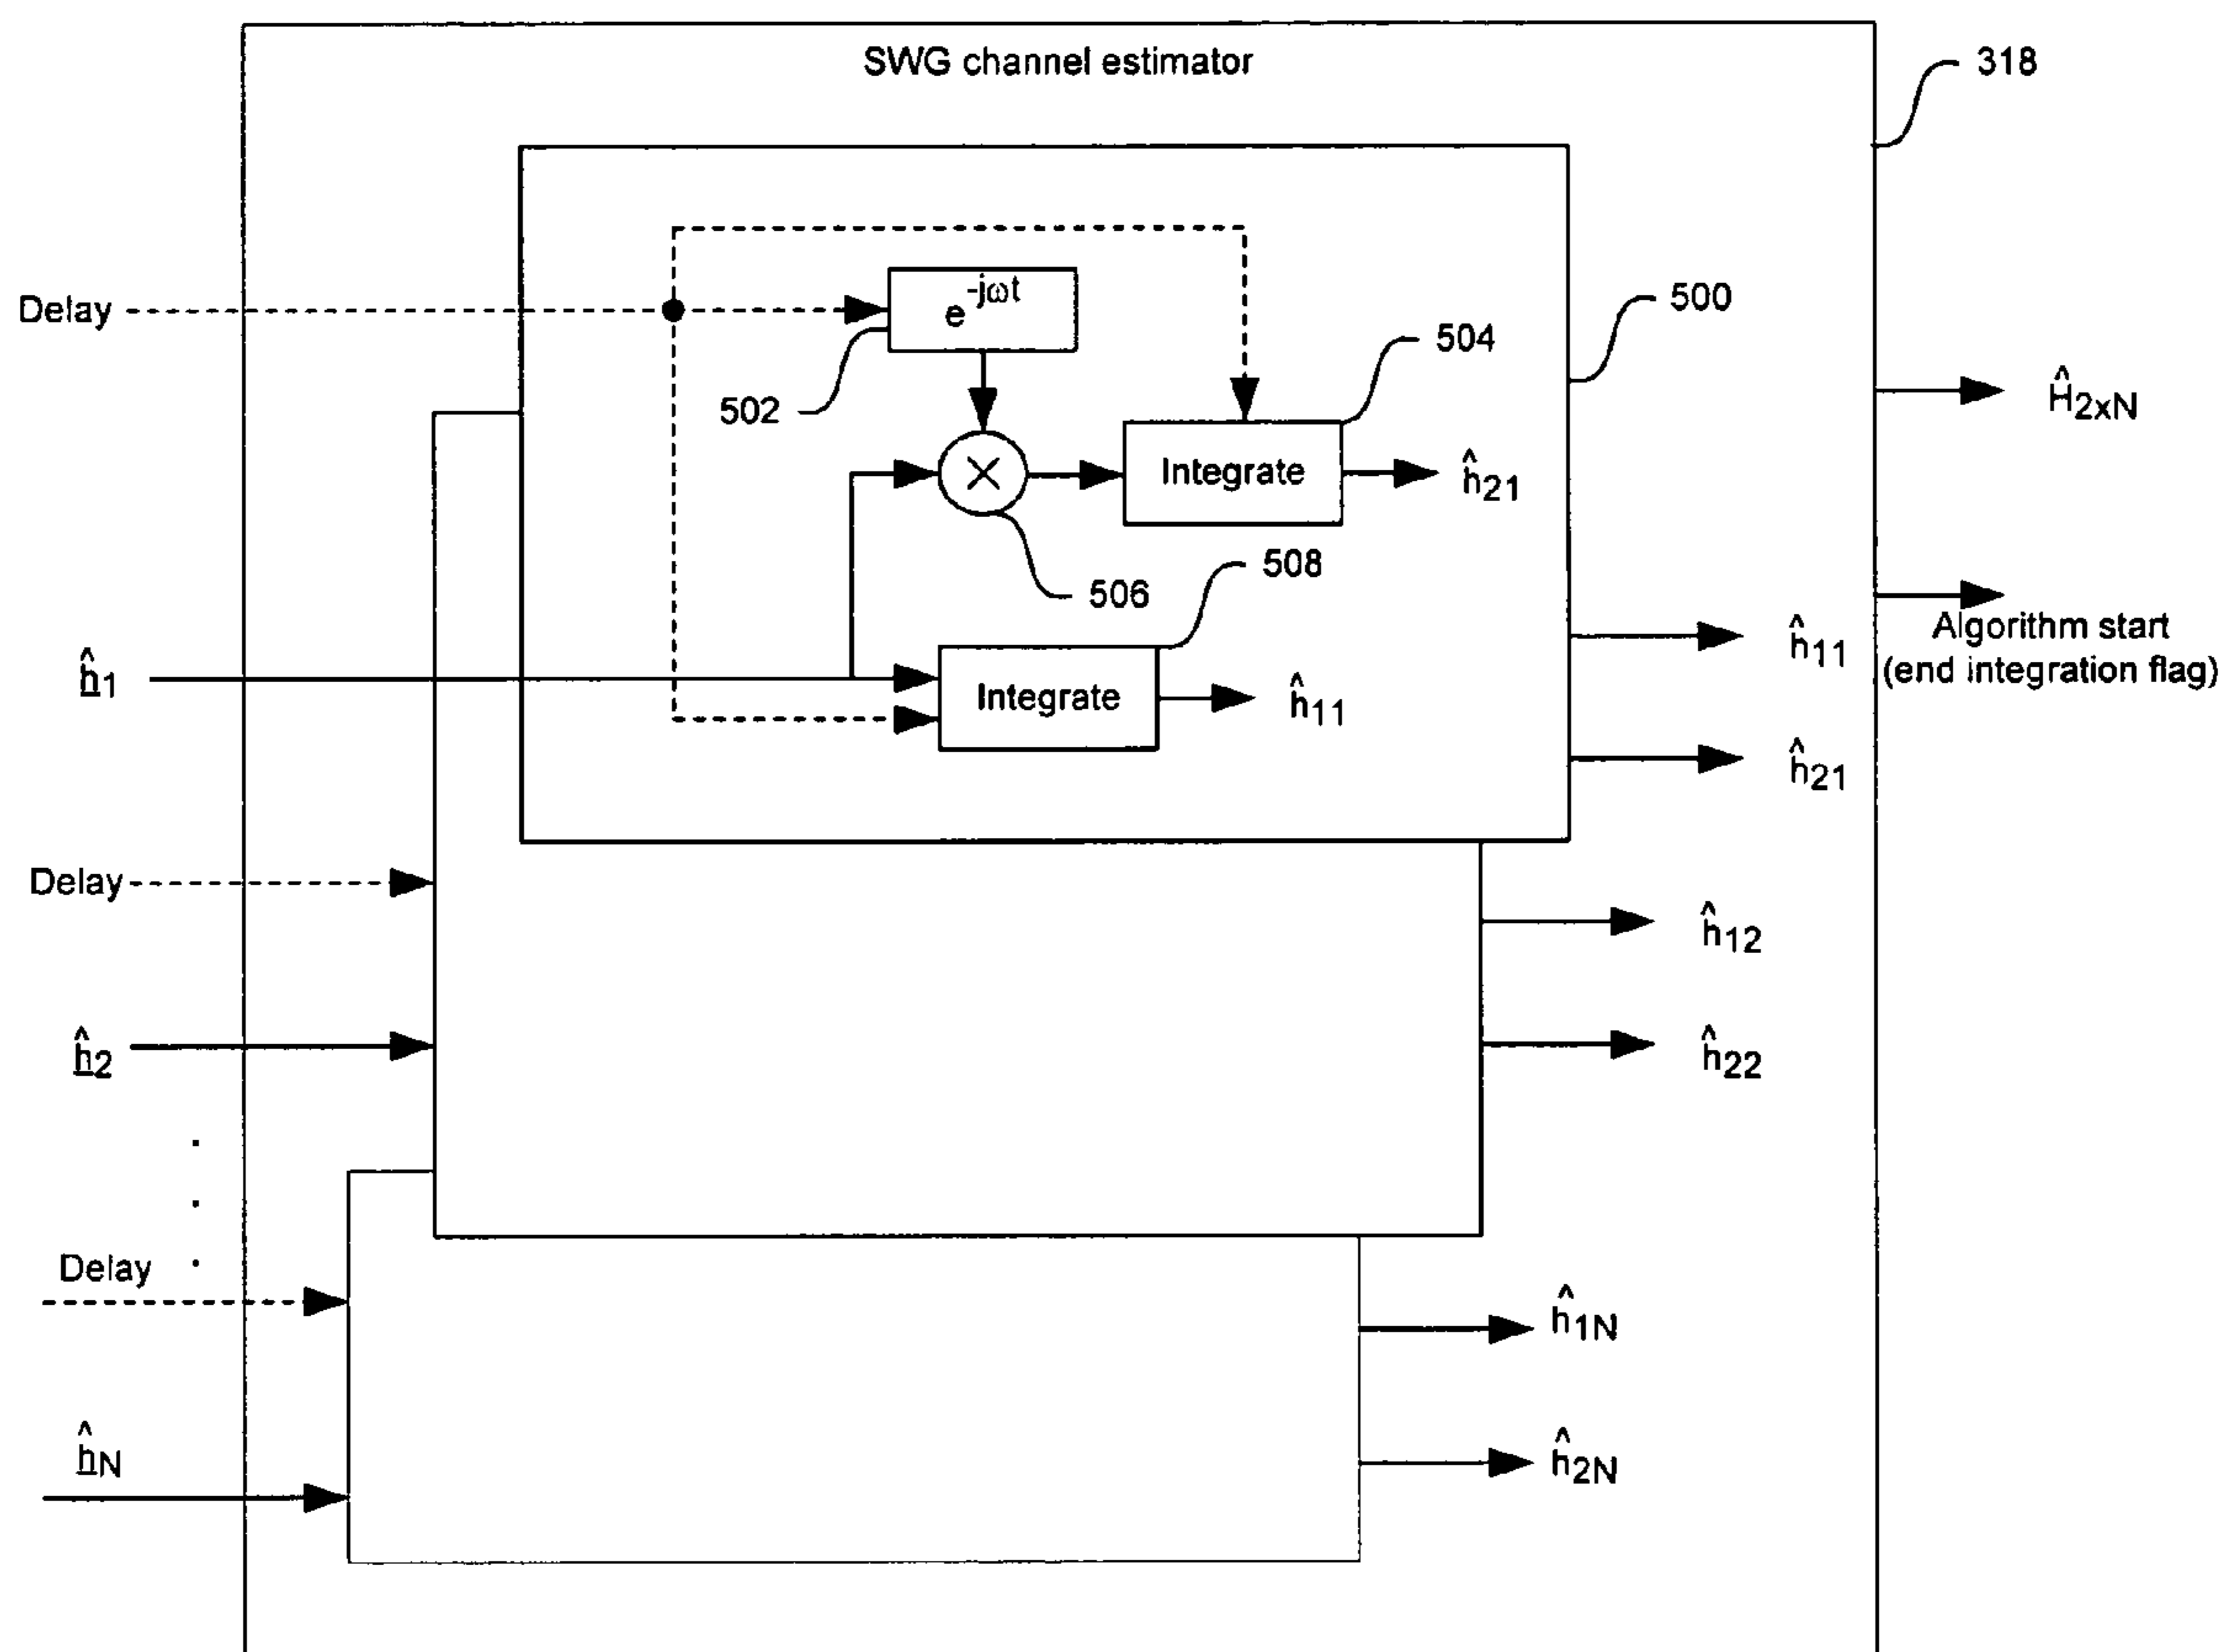 SWG channel estimator
318
Delay
e^-jωt
500
504
502
Ĥ2xN
Integrate
ĥ21
508
506
Algorithm start
(end integration flag)
ĥ11
ĥ1
Integrate
ĥ11
ĥ21
Delay
ĥ12
ĥ2
ĥ22
.
.
.
Delay
ĥ1N
ĥN
ĥ2N